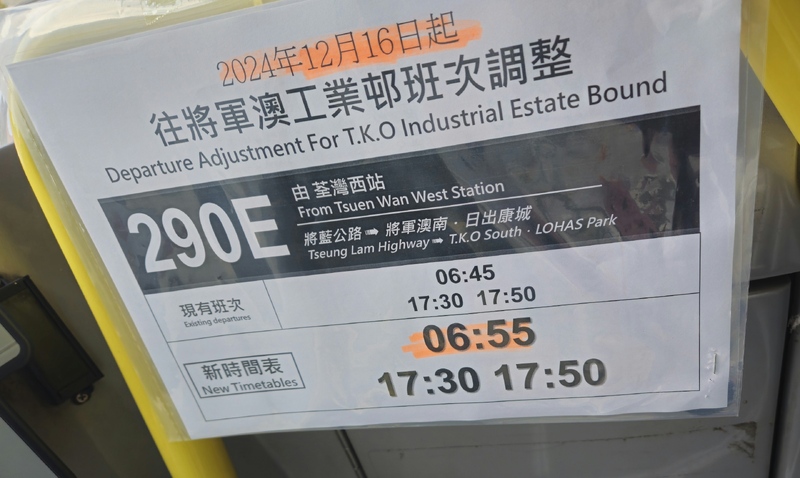 2024年12月16日起
往將軍澳工業邨班次調整
Departure Adjustment For T.K.O Industrial Estate Bound
290E
由 荃灣西站
From Tsuen Wan West Station
將藍公路 ➡ 將軍澳南 · 日出康城
Tseung Lam Highway ➡ T.K.O South · LOHAS Park
現有班次
Existing departures
06:45
17:30 17:50
新時間表
New Timetables
06:55
17:30 17:50